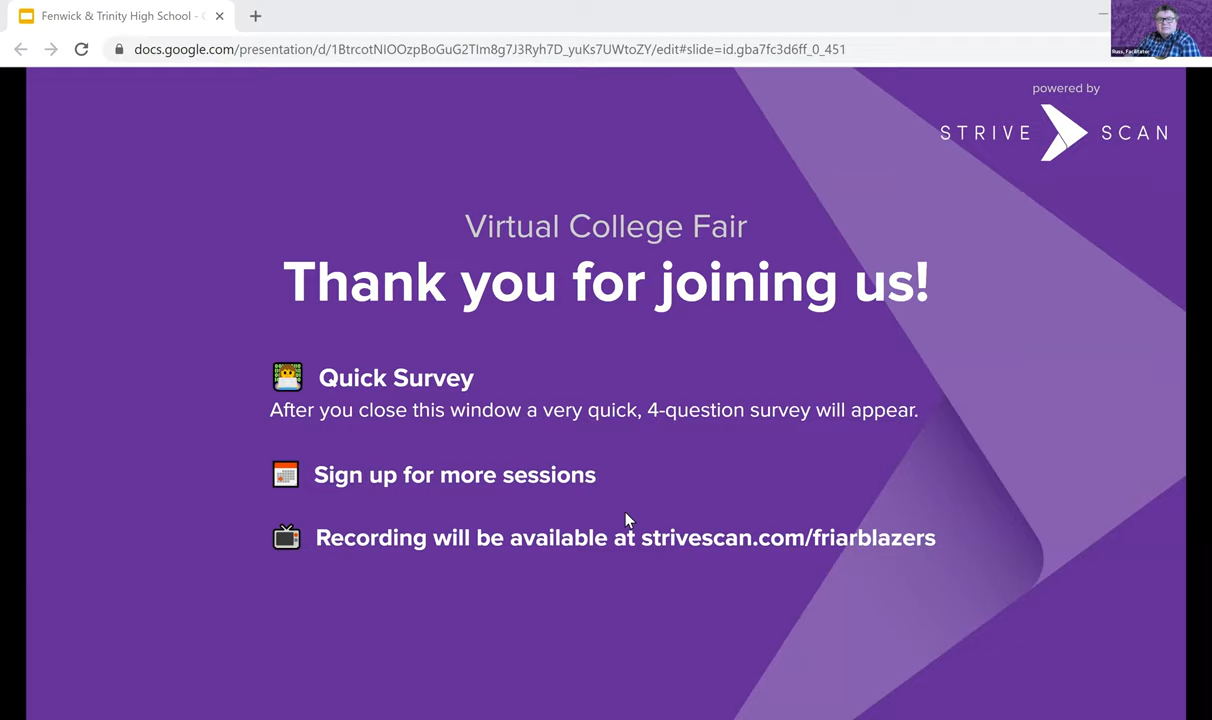 Fenwick & Trinity High School -
docs.google.com/presentation/d/1BtrcotNIOOzpBoGuG2TIm8g7J3Ryh7D_yuKs7UWtoZY/edit#slide=id.gba7fc3d6ff_0_451
Russ, Facilitator
powered by
STRIVE SCAN
Virtual College Fair
Thank you for joining us!
Quick Survey
After you close this window a very quick, 4-question survey will appear.
Sign up for more sessions
Recording will be available at strivescan.com/friarblazers